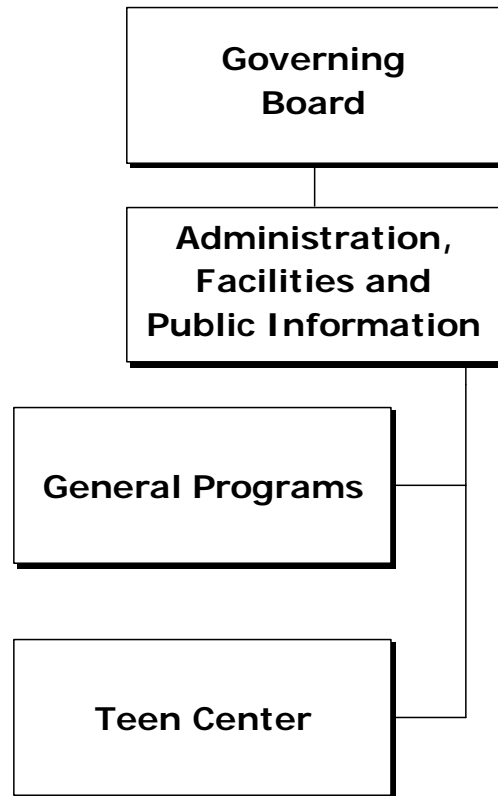 Governing
Board
Administration,
Facilities and
Public Information
General Programs
Teen Center